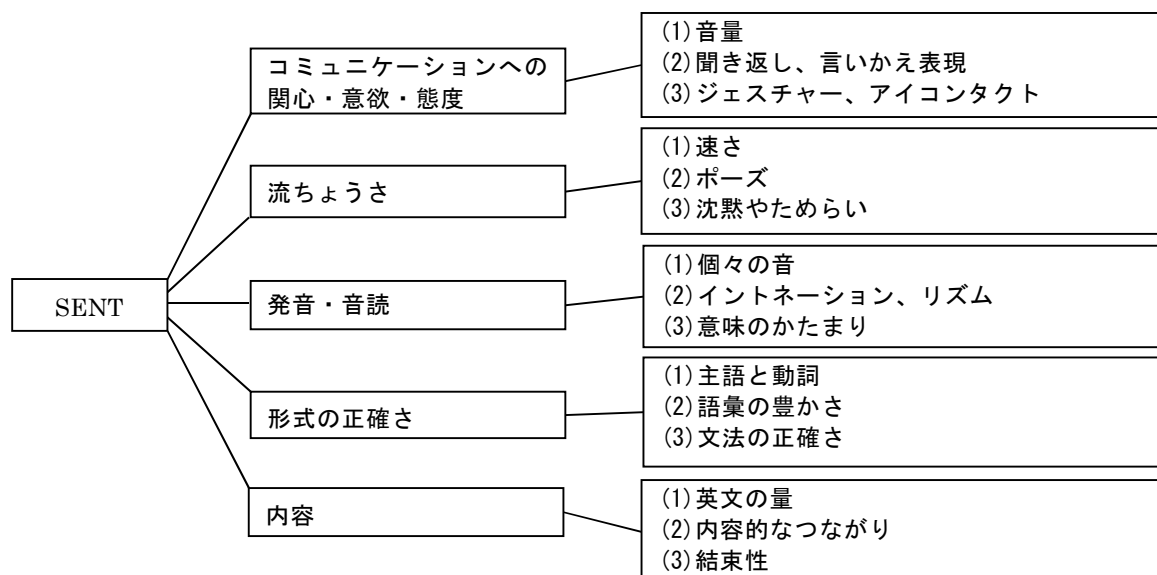 SENT
コミュニケーションへの
関心・意欲・態度
(1)音量
(2)聞き返し、言いかえ表現
(3)ジェスチャー、アイコンタクト
流ちょうさ
(1)速さ
(2)ポーズ
(3)沈黙やためらい
発音・音読
(1)個々の音
(2)イントネーション、リズム
(3)意味のかたまり
形式の正確さ
(1)主語と動詞
(2)語彙の豊かさ
(3)文法の正確さ
内容
(1)英文の量
(2)内容的なつながり
(3)結束性